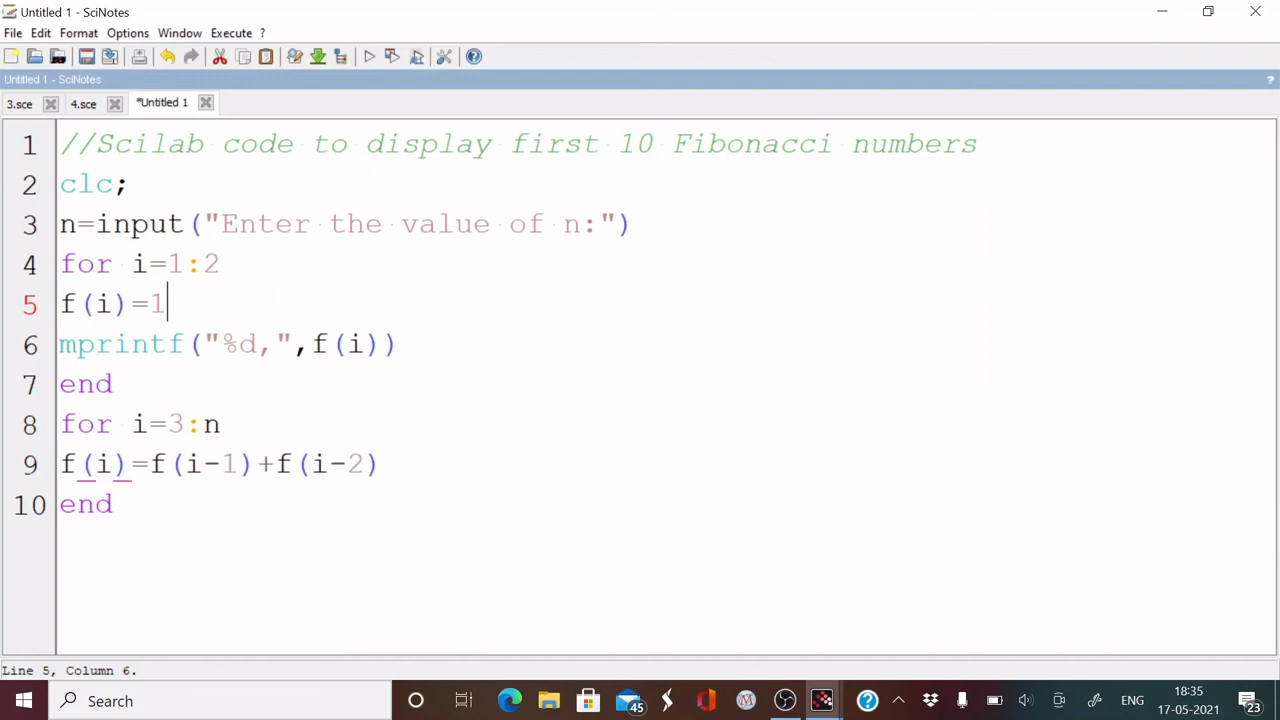 Untitled 1 - SciNotes
File Edit Format Options Window Execute ?
Untitled 1 - SciNotes ?
3.sce 4.sce *Untitled 1
1 //Scilab code to display first 10 Fibonacci numbers
2 clc;
3 n=input("Enter the value of n:")
4 for i=1:2
5 f(i)=1
6 mprintf("%d,",f(i))
7 end
8 for i=3:n
9 f(i)=f(i-1)+f(i-2)
10 end
Line 5, Column 6.
Search 45 ENG 18:35
17-05-2021 23